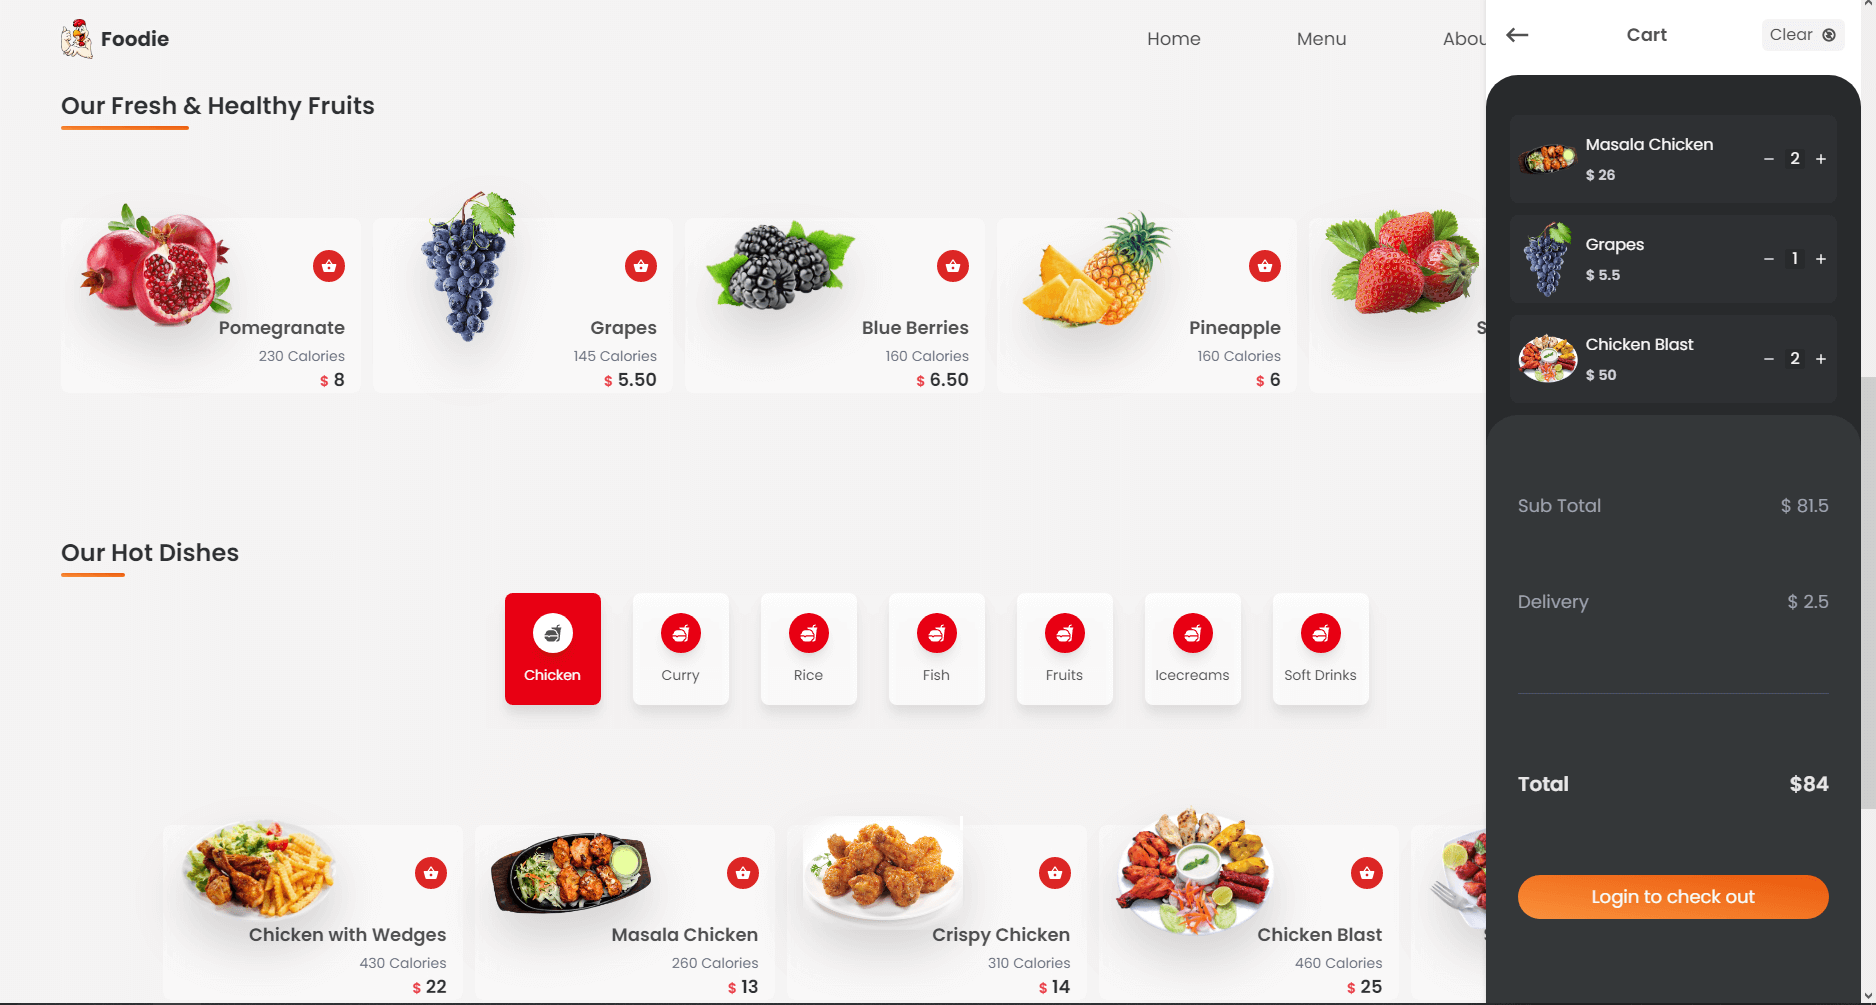 Foodie
Home
Menu
Abou
Our Fresh & Healthy Fruits
Pomegranate
230 Calories
$ 8
Grapes
145 Calories
$ 5.50
Blue Berries
160 Calories
$ 6.50
Pineapple
160 Calories
$ 6
S
Our Hot Dishes
Chicken
Curry
Rice
Fish
Fruits
Icecreams
Soft Drinks
Chicken with Wedges
430 Calories
$ 22
Masala Chicken
260 Calories
$ 13
Crispy Chicken
310 Calories
$ 14
Chicken Blast
460 Calories
$ 25
Cart
Clear
Masala Chicken
$ 26
− 2 +
Grapes
$ 5.5
− 1 +
Chicken Blast
$ 50
− 2 +
Sub Total $ 81.5
Delivery $ 2.5
Total $84
Login to check out